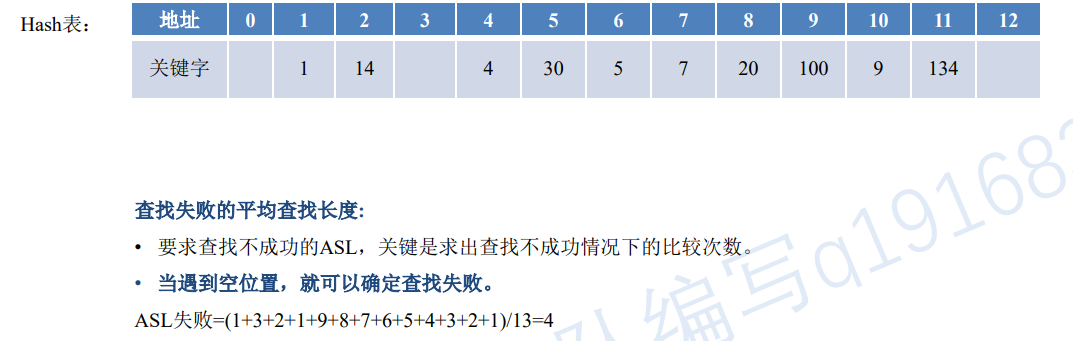 Hash表: 地址 0 1 2 3 4 5 6 7 8 9 10 11 12
关键字 1 14 4 30 5 7 20 100 9 134
查找失败的平均查找长度:
• 要求查找不成功的ASL，关键是求出查找不成功情况下的比较次数。
• 当遇到空位置，就可以确定查找失败。
ASL失败=(1+3+2+1+9+8+7+6+5+4+3+2+1)/13=4
编写q191683